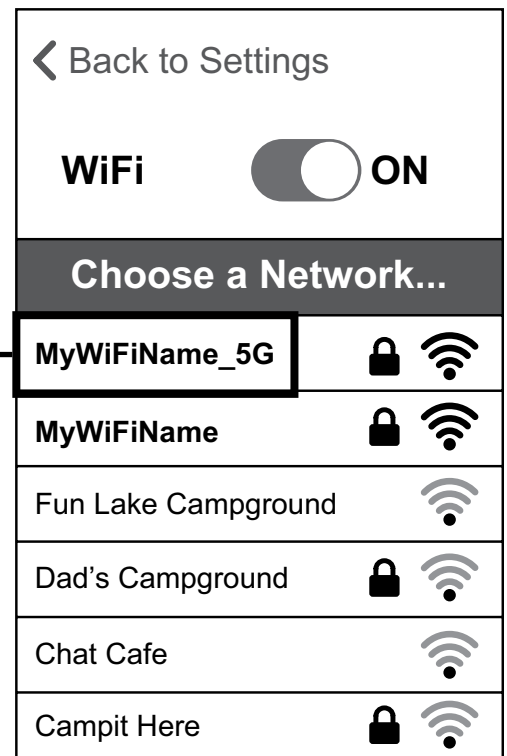 Back to Settings
WiFi ON
Choose a Network...
MyWiFiName_5G
MyWiFiName
Fun Lake Campground
Dad's Campground
Chat Cafe
Campit Here